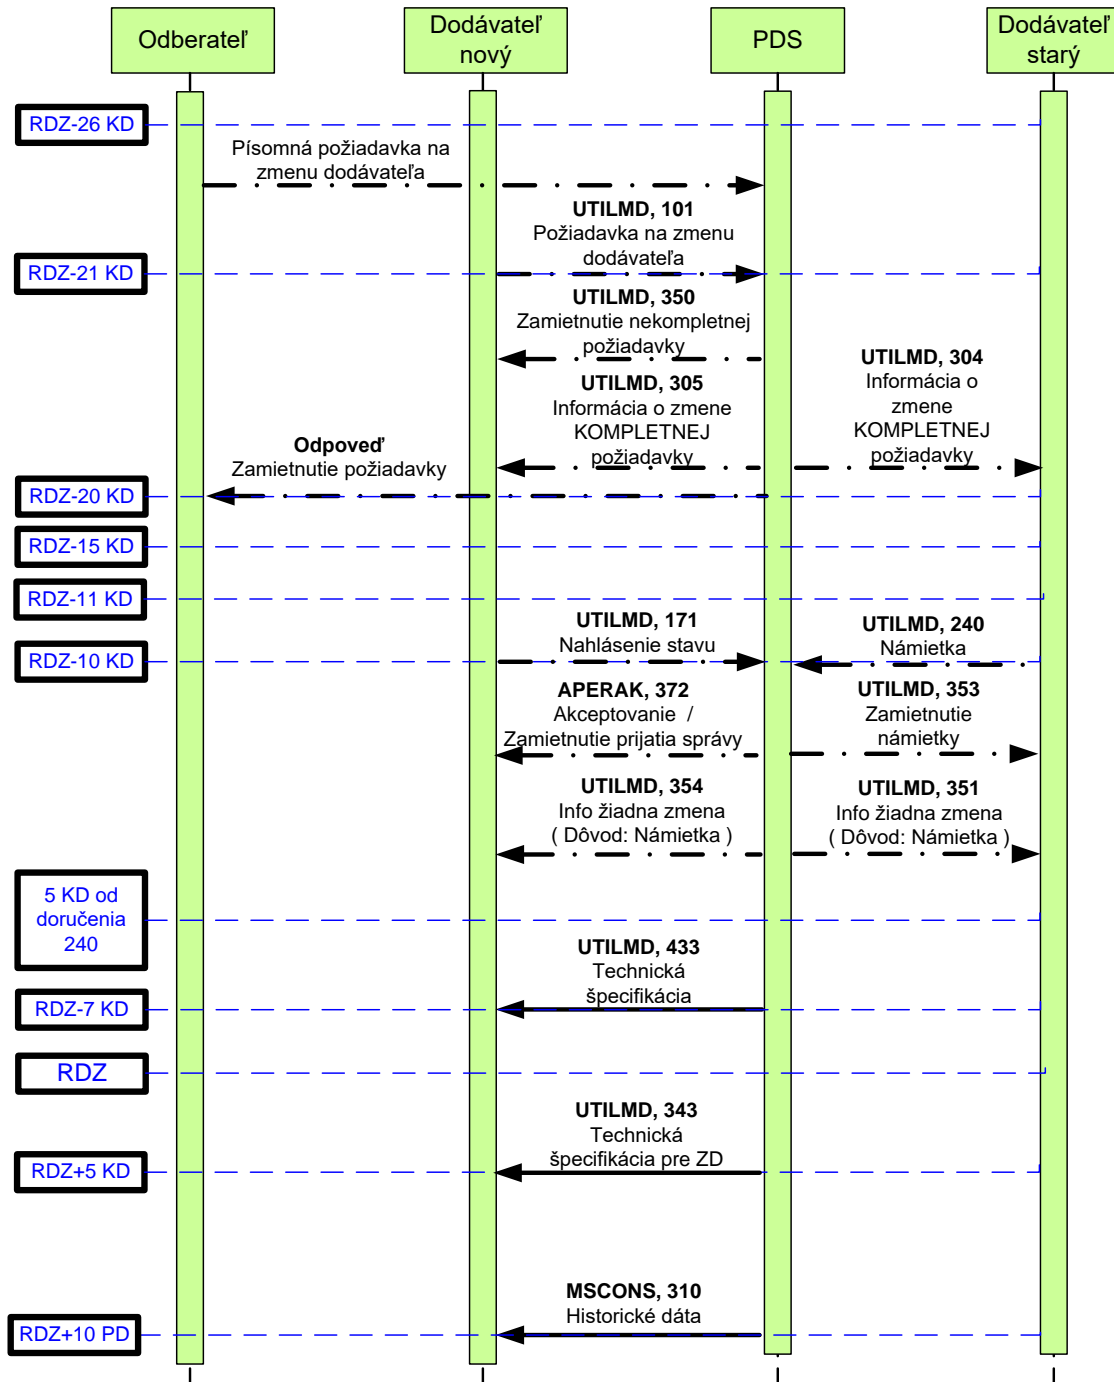 Odberateľ
Dodávateľ
nový
PDS
Dodávateľ
starý
RDZ-26 KD
Písomná požiadavka na
zmenu dodávateľa
UTILMD, 101
Požiadavka na zmenu
dodávateľa
RDZ-21 KD
UTILMD, 350
Zamietnutie nekompletnej
požiadavky
UTILMD, 305
Informácia o zmene
KOMPLETNEJ
požiadavky
UTILMD, 304
Informácia o
zmene
KOMPLETNEJ
požiadavky
Odpoveď
Zamietnutie požiadavky
RDZ-20 KD
RDZ-15 KD
RDZ-11 KD
UTILMD, 171
Nahlásenie stavu
UTILMD, 240
Námietka
RDZ-10 KD
APERAK, 372
Akceptovanie /
Zamietnutie prijatia správy
UTILMD, 353
Zamietnutie
námietky
UTILMD, 354
Info žiadna zmena
( Dôvod: Námietka )
UTILMD, 351
Info žiadna zmena
( Dôvod: Námietka )
5 KD od
doručenia
240
UTILMD, 433
Technická
špecifikácia
RDZ-7 KD
RDZ
UTILMD, 343
Technická
špecifikácia pre ZD
RDZ+5 KD
MSCONS, 310
Historické dáta
RDZ+10 PD